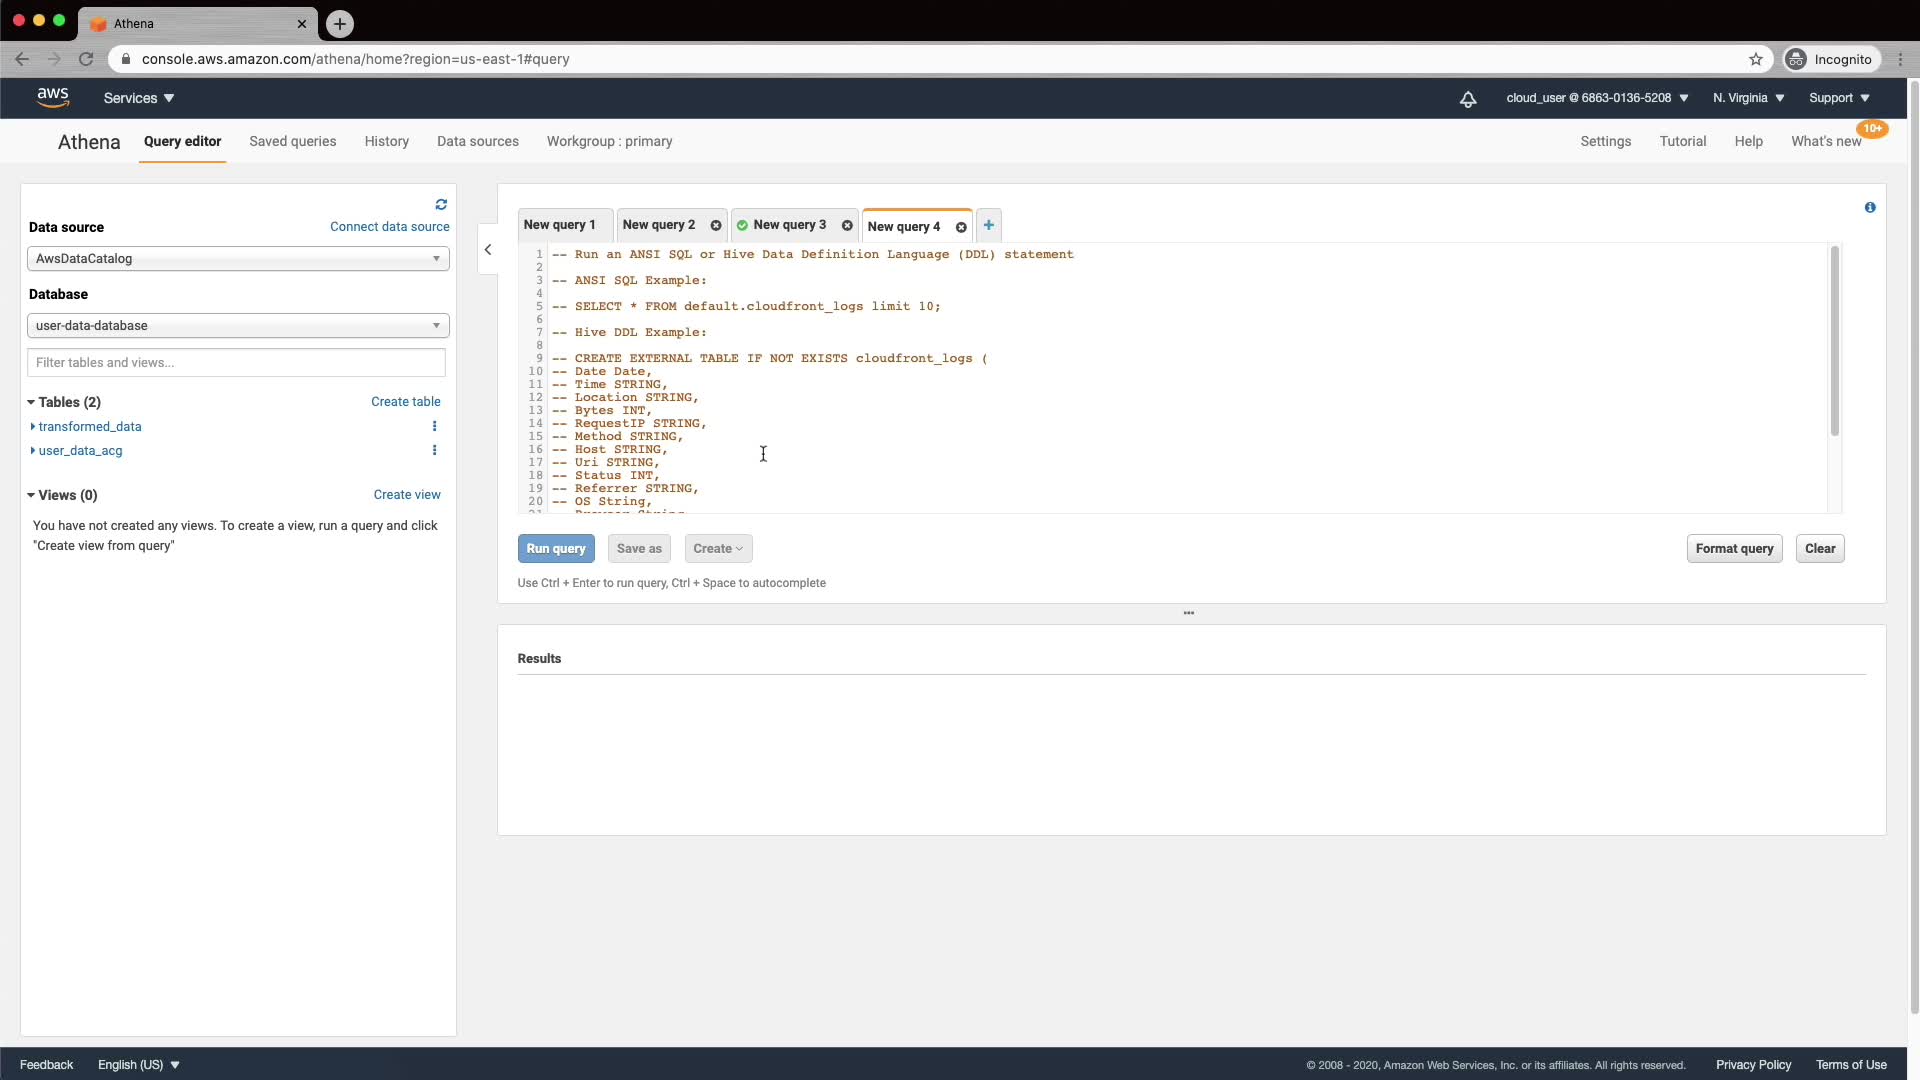 Athena
console.aws.amazon.com/athena/home?region=us-east-1#query
Incognito
aws
Services
cloud_user @ 6863-0136-5208
N. Virginia
Support
Athena
Query editor
Saved queries
History
Data sources
Workgroup : primary
Settings
Tutorial
Help
What's new
10+
Data source
Connect data source
AwsDataCatalog
Database
user-data-database
Filter tables and views...
Tables (2)
Create table
transformed_data
user_data_acg
Views (0)
Create view
You have not created any views. To create a view, run a query and click
"Create view from query"
New query 1
New query 2
New query 3
New query 4
1 -- Run an ANSI SQL or Hive Data Definition Language (DDL) statement
2
3 -- ANSI SQL Example:
4
5 -- SELECT * FROM default.cloudfront_logs limit 10;
6
7 -- Hive DDL Example:
8
9 -- CREATE EXTERNAL TABLE IF NOT EXISTS cloudfront_logs (
10 -- Date Date,
11 -- Time STRING,
12 -- Location STRING,
13 -- Bytes INT,
14 -- RequestIP STRING,
15 -- Method STRING,
16 -- Host STRING,
17 -- Uri STRING,
18 -- Status INT,
19 -- Referrer STRING,
20 -- OS String,
Run query
Save as
Create
Format query
Clear
Use Ctrl + Enter to run query, Ctrl + Space to autocomplete
Results
Feedback
English (US)
© 2008 - 2020, Amazon Web Services, Inc. or its affiliates. All rights reserved.
Privacy Policy
Terms of Use